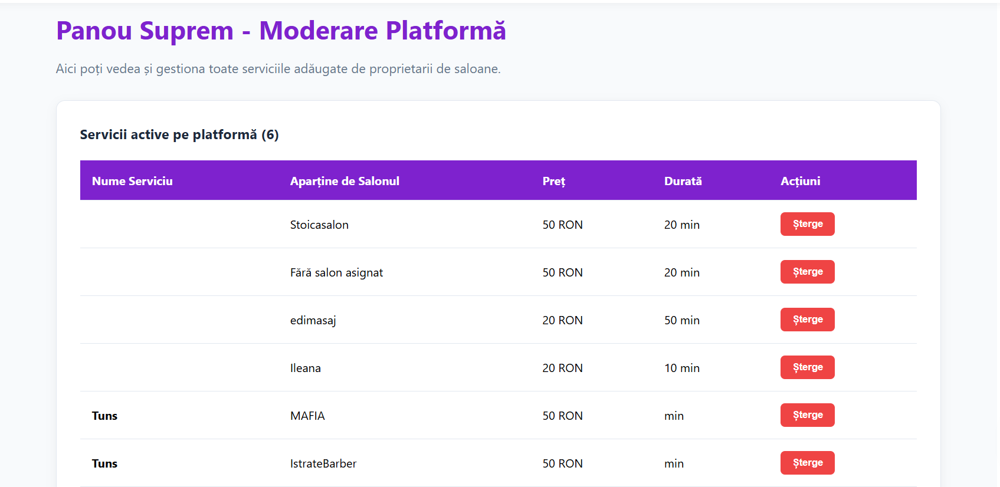 Panou Suprem - Moderare Platformă
Aici poți vedea și gestiona toate serviciile adăugate de proprietarii de saloane.
Servicii active pe platformă (6)
Nume Serviciu Aparține de Salonul Preț Durată Acțiuni
Stoicasalon 50 RON 20 min Șterge
Fără salon asignat 50 RON 20 min Șterge
edimasaj 20 RON 50 min Șterge
Ileana 20 RON 10 min Șterge
Tuns MAFIA 50 RON min Șterge
Tuns IstrateBarber 50 RON min Șterge